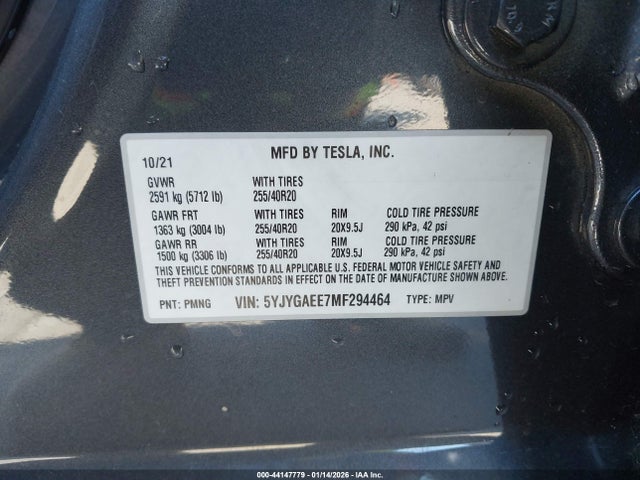 10/21
MFD BY TESLA, INC.
GVWR WITH TIRES
2591 kg (5712 lb) 255/40R20
GAWR FRT WITH TIRES RIM COLD TIRE PRESSURE
1363 kg (3004 lb) 255/40R20 20X9.5J 290 kPa, 42 psi
GAWR RR WITH TIRES RIM COLD TIRE PRESSURE
1500 kg (3306 lb) 255/40R20 20X9.5J 290 kPa, 42 psi
THIS VEHICLE CONFORMS TO ALL APPLICABLE U.S. FEDERAL MOTOR VEHICLE SAFETY AND
THEFT PREVENTION STANDARDS IN EFFECT ON THE DATE OF MANUFACTURE SHOWN ABOVE.
PNT: PMNG VIN: 5YJYGAEE7MF294464 TYPE: MPV
000-44147779 - 01/14/2026 - IAA Inc.